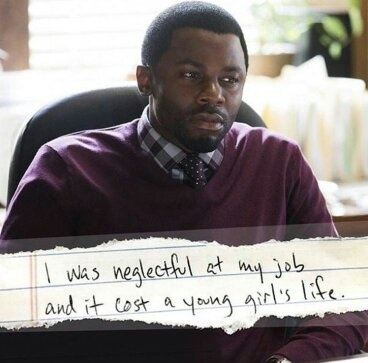 I was neglectful at my job
and it cost a young girl's life.